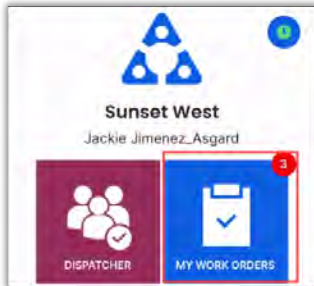 Sunset West
Jackie Jimenez_Asgard
3
DISPATCHER
MY WORK ORDERS